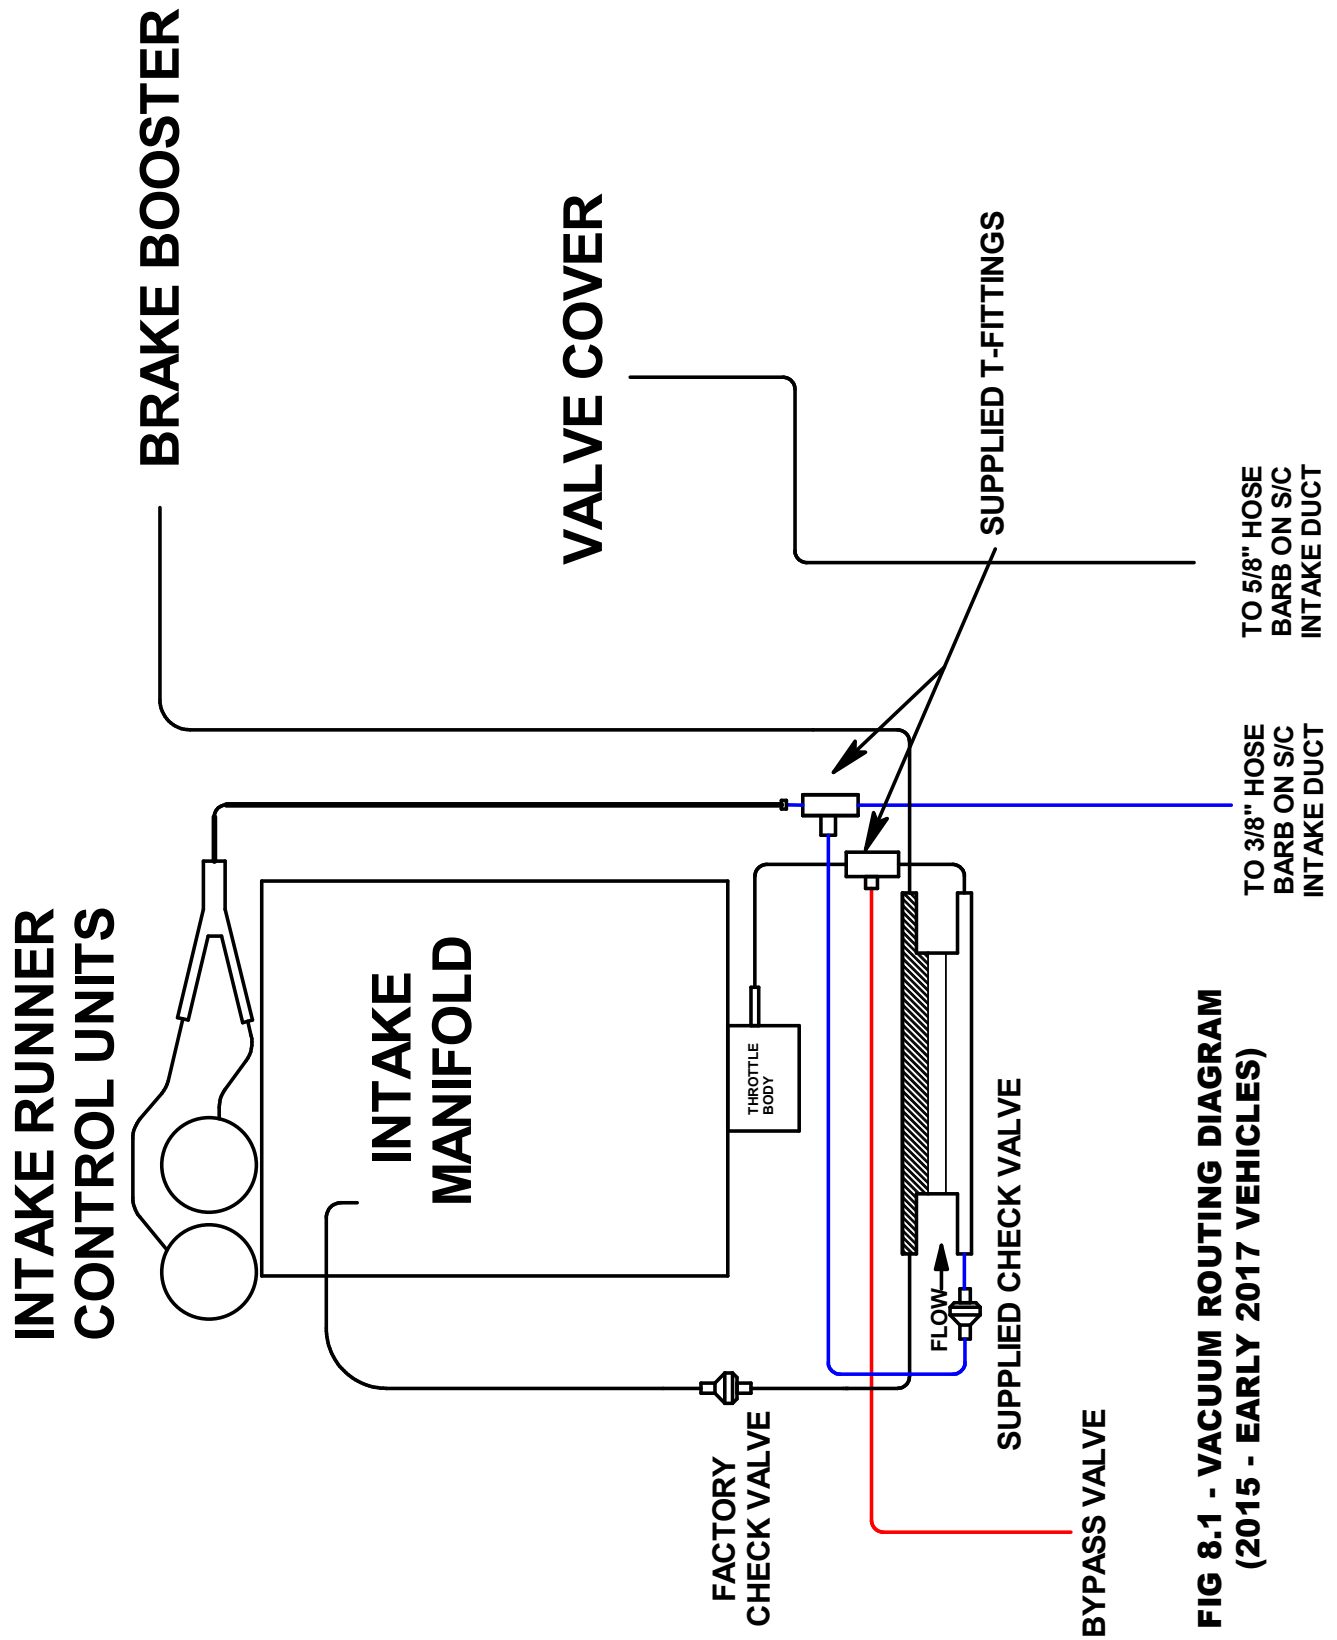 INTAKE RUNNER
CONTROL UNITS
BRAKE BOOSTER
INTAKE
MANIFOLD
VALVE COVER
FACTORY
CHECK VALVE
THROTTLE
BODY
FLOW
SUPPLIED CHECK VALVE
SUPPLIED T-FITTINGS
BYPASS VALVE
TO 3/8" HOSE
BARB ON S/C
INTAKE DUCT
TO 5/8" HOSE
BARB ON S/C
INTAKE DUCT
FIG 8.1 - VACUUM ROUTING DIAGRAM
(2015 - EARLY 2017 VEHICLES)